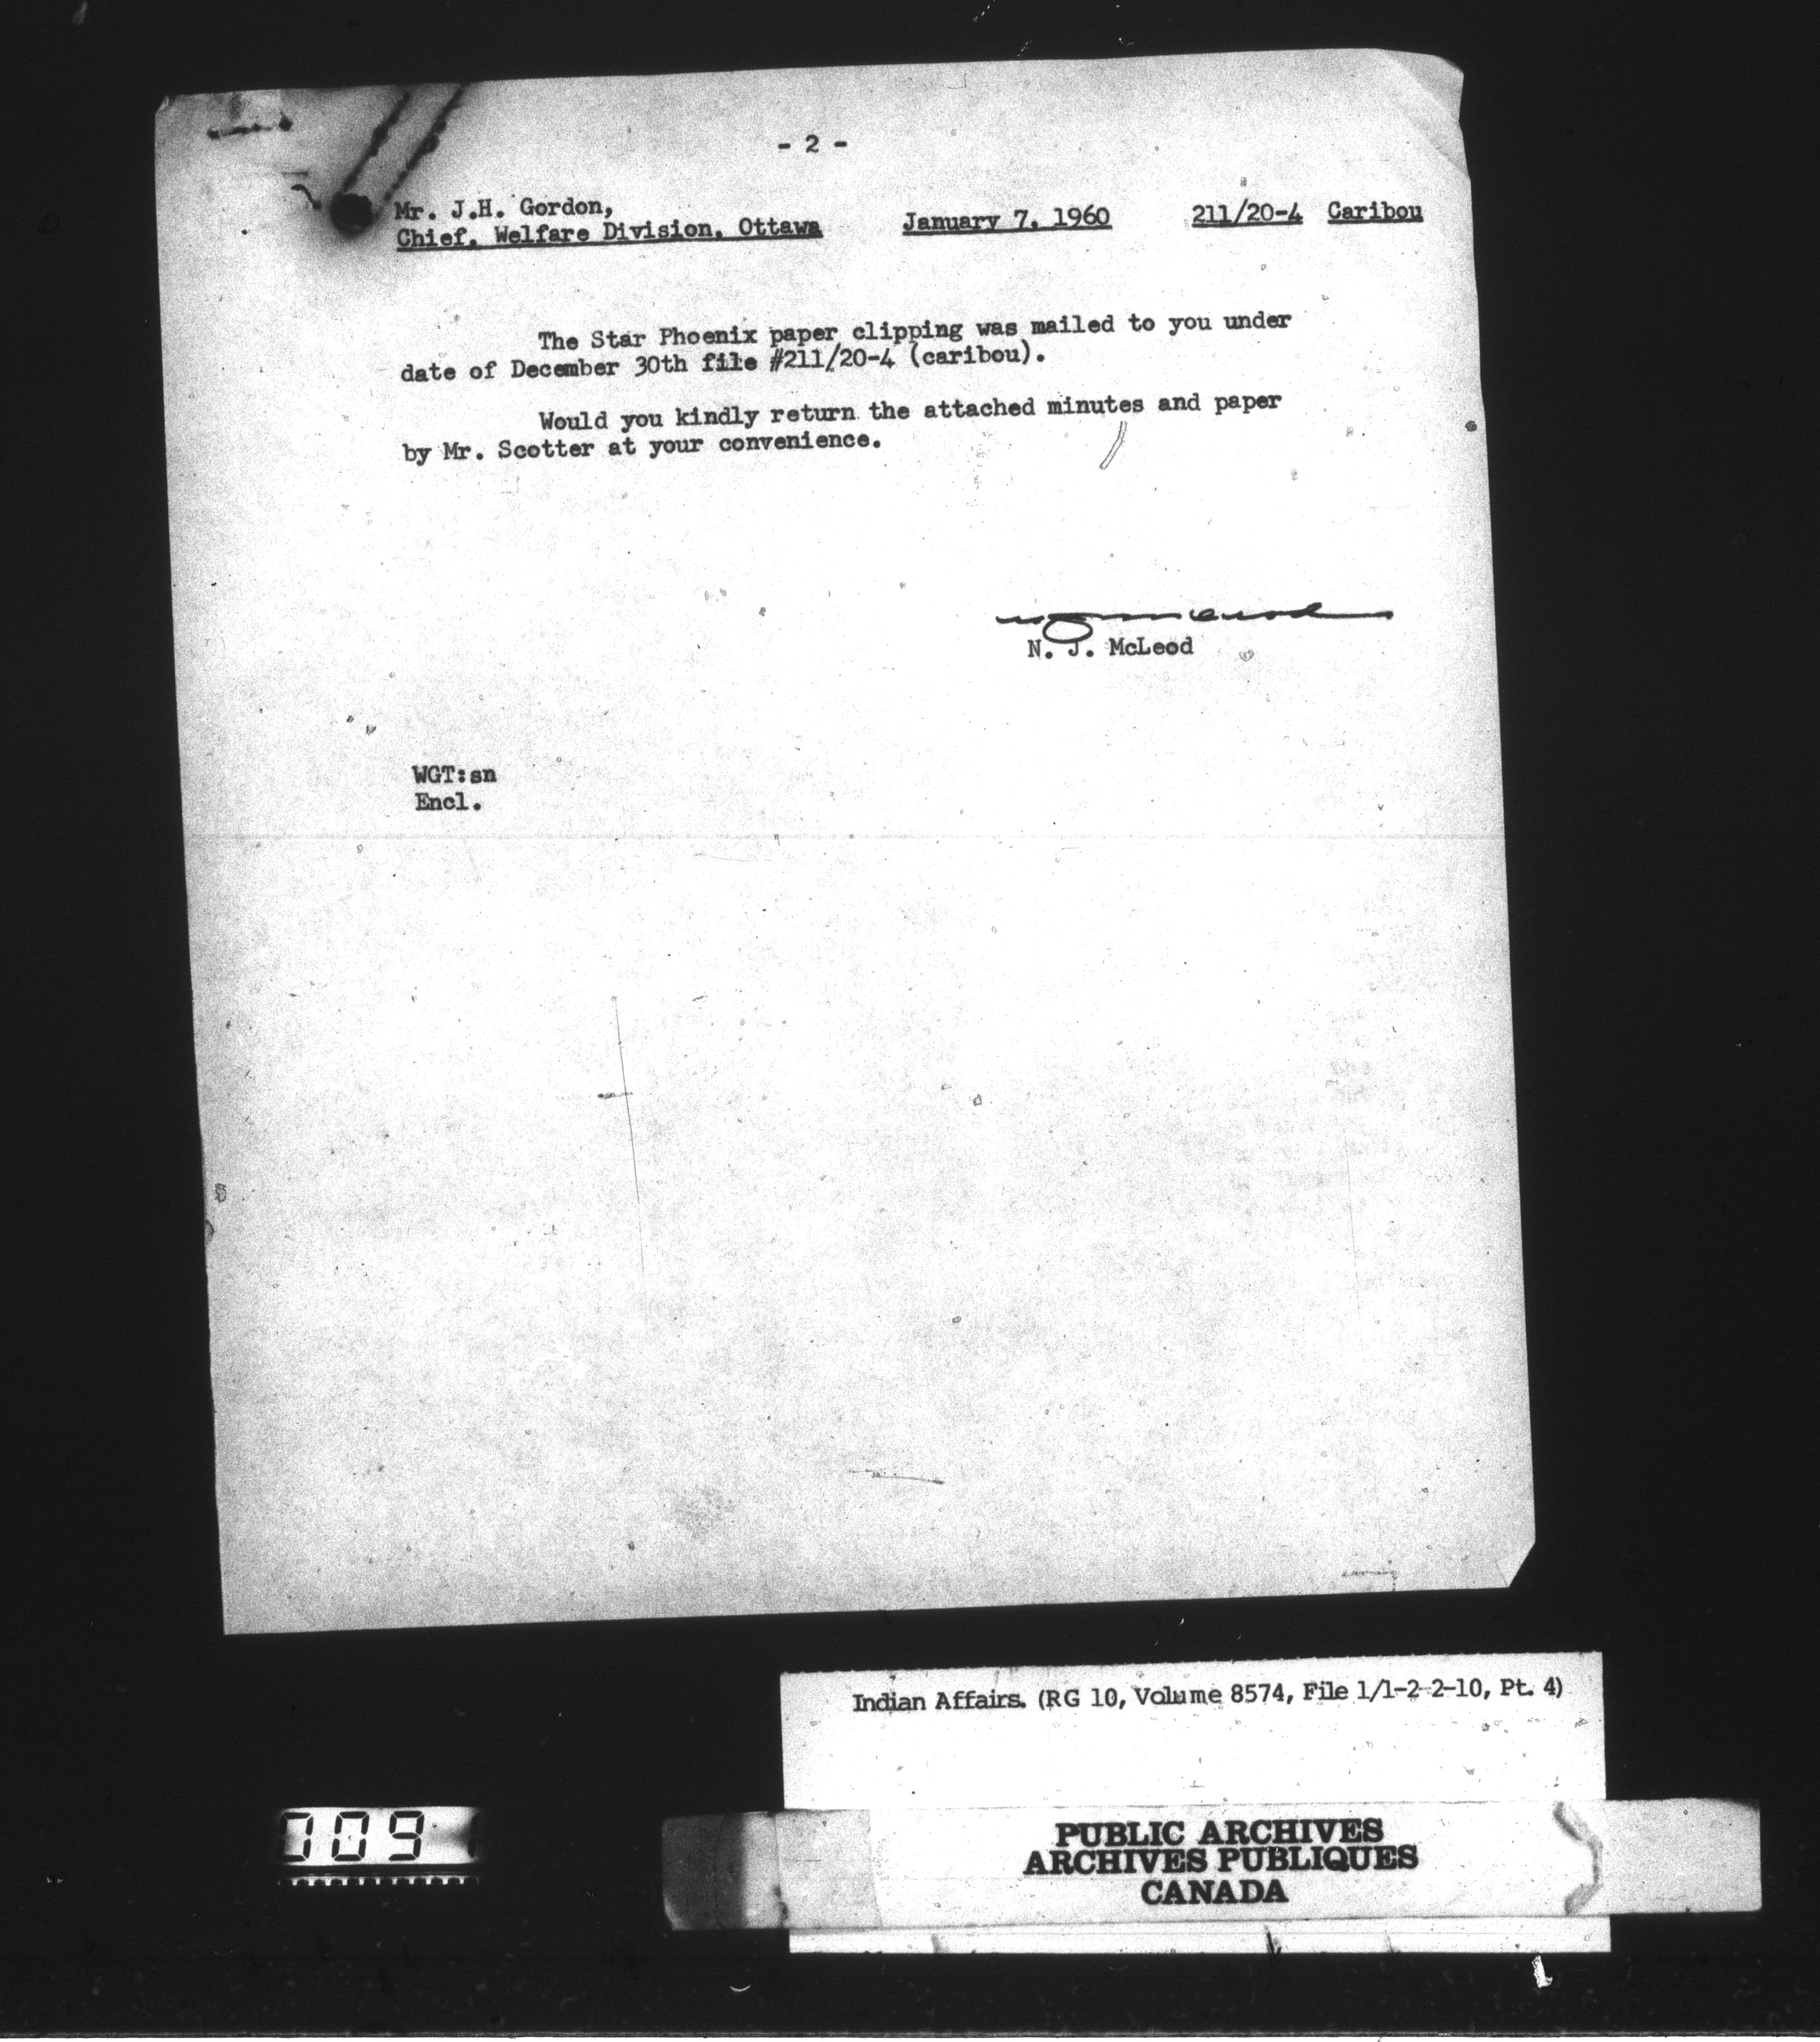 - 2 -
Mr. J.H. Gordon,
Chief, Welfare Division, Ottawa January 7, 1960 211/20-4 Caribou
The Star Phoenix paper clipping was mailed to you under
date of December 30th file #211/20-4 (caribou).
Would you kindly return the attached minutes and paper
by Mr. Scotter at your convenience.
N. J. McLeod
WGT:sn
Encl.
Indian Affairs. (RG 10, Volume 8574, File 1/1-2-2-10, Pt. 4)
709
PUBLIC ARCHIVES
ARCHIVES PUBLIQUES
CANADA